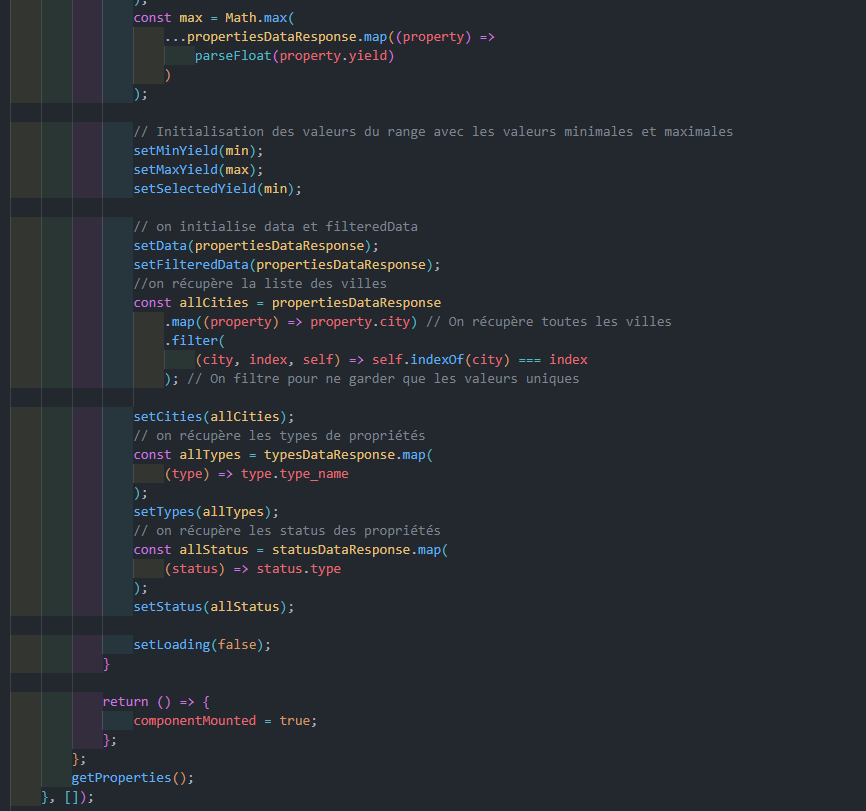 );
const max = Math.max(
...propertiesDataResponse.map((property) =>
parseFloat(property.yield)
)
);
// Initialisation des valeurs du range avec les valeurs minimales et maximales
setMinYield(min);
setMaxYield(max);
setSelectedYield(min);
// on initialise data et filteredData
setData(propertiesDataResponse);
setFilteredData(propertiesDataResponse);
//on récupère la liste des villes
const allCities = propertiesDataResponse
.map((property) => property.city) // On récupère toutes les villes
.filter(
(city, index, self) => self.indexOf(city) === index
); // On filtre pour ne garder que les valeurs uniques
setCities(allCities);
// on récupère les types de propriétés
const allTypes = typesDataResponse.map(
(type) => type.type_name
);
setTypes(allTypes);
// on récupère les status des propriétés
const allStatus = statusDataResponse.map(
(status) => status.type
);
setStatus(allStatus);
setLoading(false);
}
return () => {
componentMounted = true;
};
};
getProperties();
}, []);